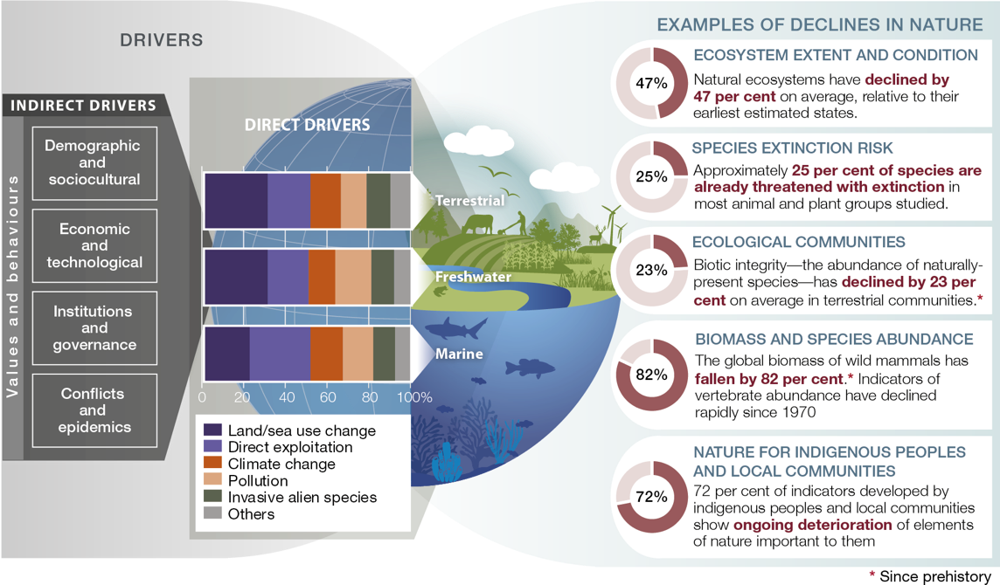 DRIVERS
INDIRECT DRIVERS
Values and behaviours
Demographic
and
sociocultural
Economic
and
technological
Institutions
and
governance
Conflicts
and
epidemics
DIRECT DRIVERS
Terrestrial
Freshwater
Marine
0 20 40 60 80 100%
Land/sea use change
Direct exploitation
Climate change
Pollution
Invasive alien species
Others
EXAMPLES OF DECLINES IN NATURE
47%
ECOSYSTEM EXTENT AND CONDITION
Natural ecosystems have declined by
47 per cent on average, relative to their
earliest estimated states.
25%
SPECIES EXTINCTION RISK
Approximately 25 per cent of species are
already threatened with extinction in
most animal and plant groups studied.
23%
ECOLOGICAL COMMUNITIES
Biotic integrity—the abundance of naturally-
present species—has declined by 23 per
cent on average in terrestrial communities.*
82%
BIOMASS AND SPECIES ABUNDANCE
The global biomass of wild mammals has
fallen by 82 per cent.* Indicators of
vertebrate abundance have declined
rapidly since 1970
72%
NATURE FOR INDIGENOUS PEOPLES
AND LOCAL COMMUNITIES
72 per cent of indicators developed by
indigenous peoples and local communities
show ongoing deterioration of elements
of nature important to them
* Since prehistory